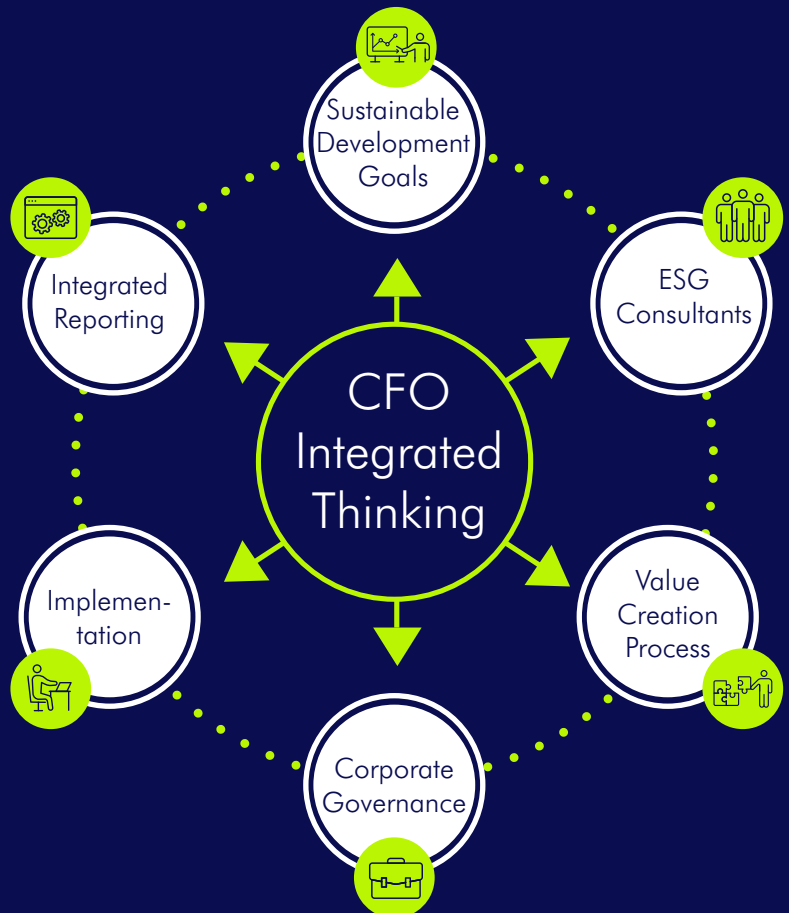 Sustainable
Development
Goals
Integrated
Reporting
ESG
Consultants
CFO
Integrated
Thinking
Implemen-
tation
Value
Creation
Process
Corporate
Governance